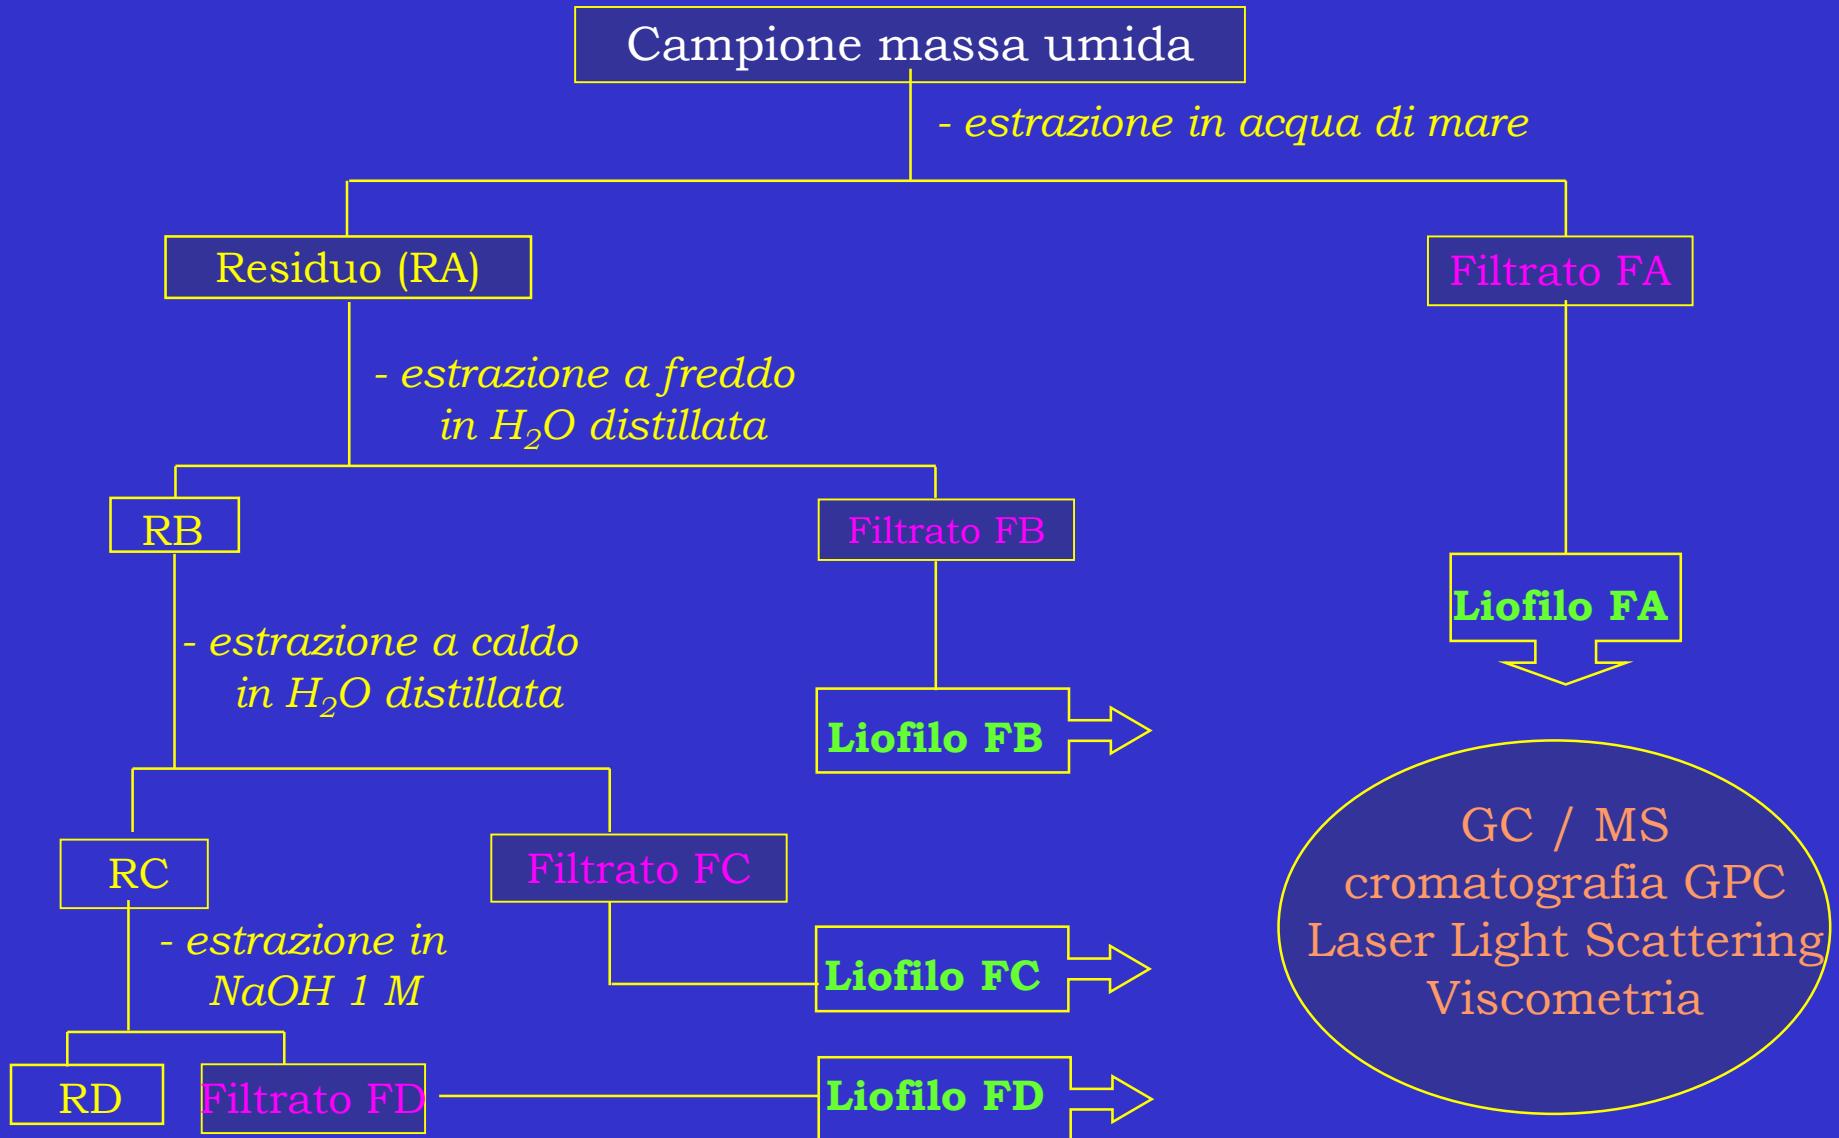 Campione massa umida
- estrazione in acqua di mare
Residuo (RA)
Filtrato FA
- estrazione a freddo
in H₂O distillata
RB
Filtrato FB
Liofilo FA
- estrazione a caldo
in H₂O distillata
Liofilo FB
RC
Filtrato FC
GC / MS
cromatografia GPC
Laser Light Scattering
Viscometria
- estrazione in
NaOH 1 M
Liofilo FC
RD
Filtrato FD
Liofilo FD